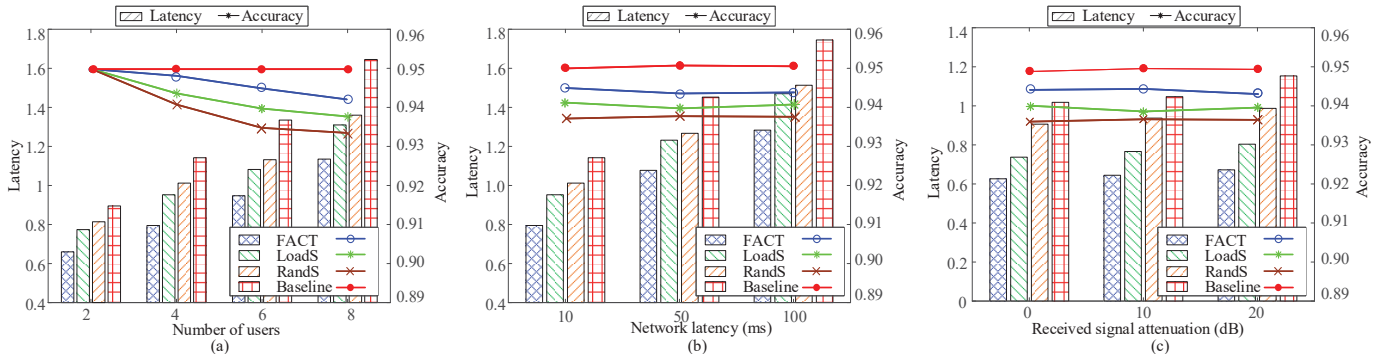 Latency Accuracy
1.8
1.6
1.4
1.2
1
0.8
0.6
0.4
Latency
0.96
0.95
0.94
0.93
0.92
0.91
0.90
0.89
Accuracy
FACT
LoadS
RandS
Baseline
2 4 6 8
Number of users
(a)
Latency Accuracy
1.8
1.6
1.4
1.2
1
0.8
0.6
0.4
Latency
0.96
0.95
0.94
0.93
0.92
0.91
0.90
0.89
Accuracy
FACT
LoadS
RandS
Baseline
10 50 100
Network latency (ms)
(b)
Latency Accuracy
1.4
1.2
1
0.8
0.6
0.4
0.2
0
Latency
0.96
0.95
0.94
0.93
0.92
0.91
0.90
0.89
Accuracy
FACT
LoadS
RandS
Baseline
0 10 20
Received signal attenuation (dB)
(c)